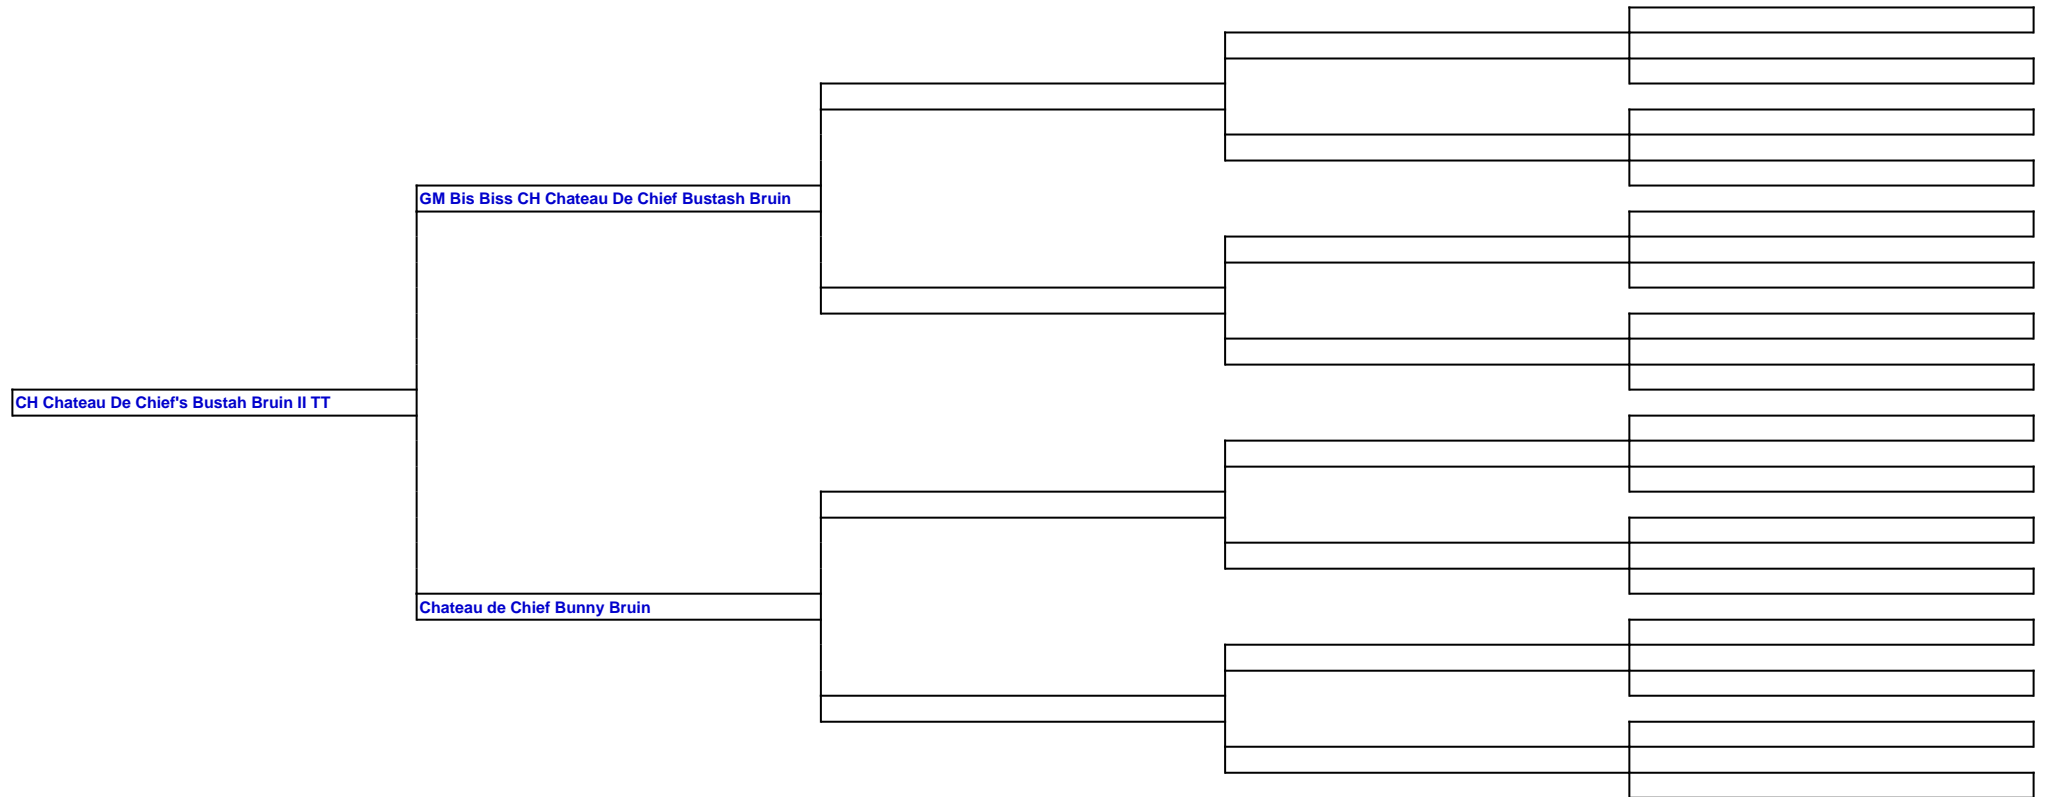 GM Bis Biss CH Chateau De Chief Bustash Bruin
CH Chateau De Chief's Bustah Bruin II TT
Chateau de Chief Bunny Bruin